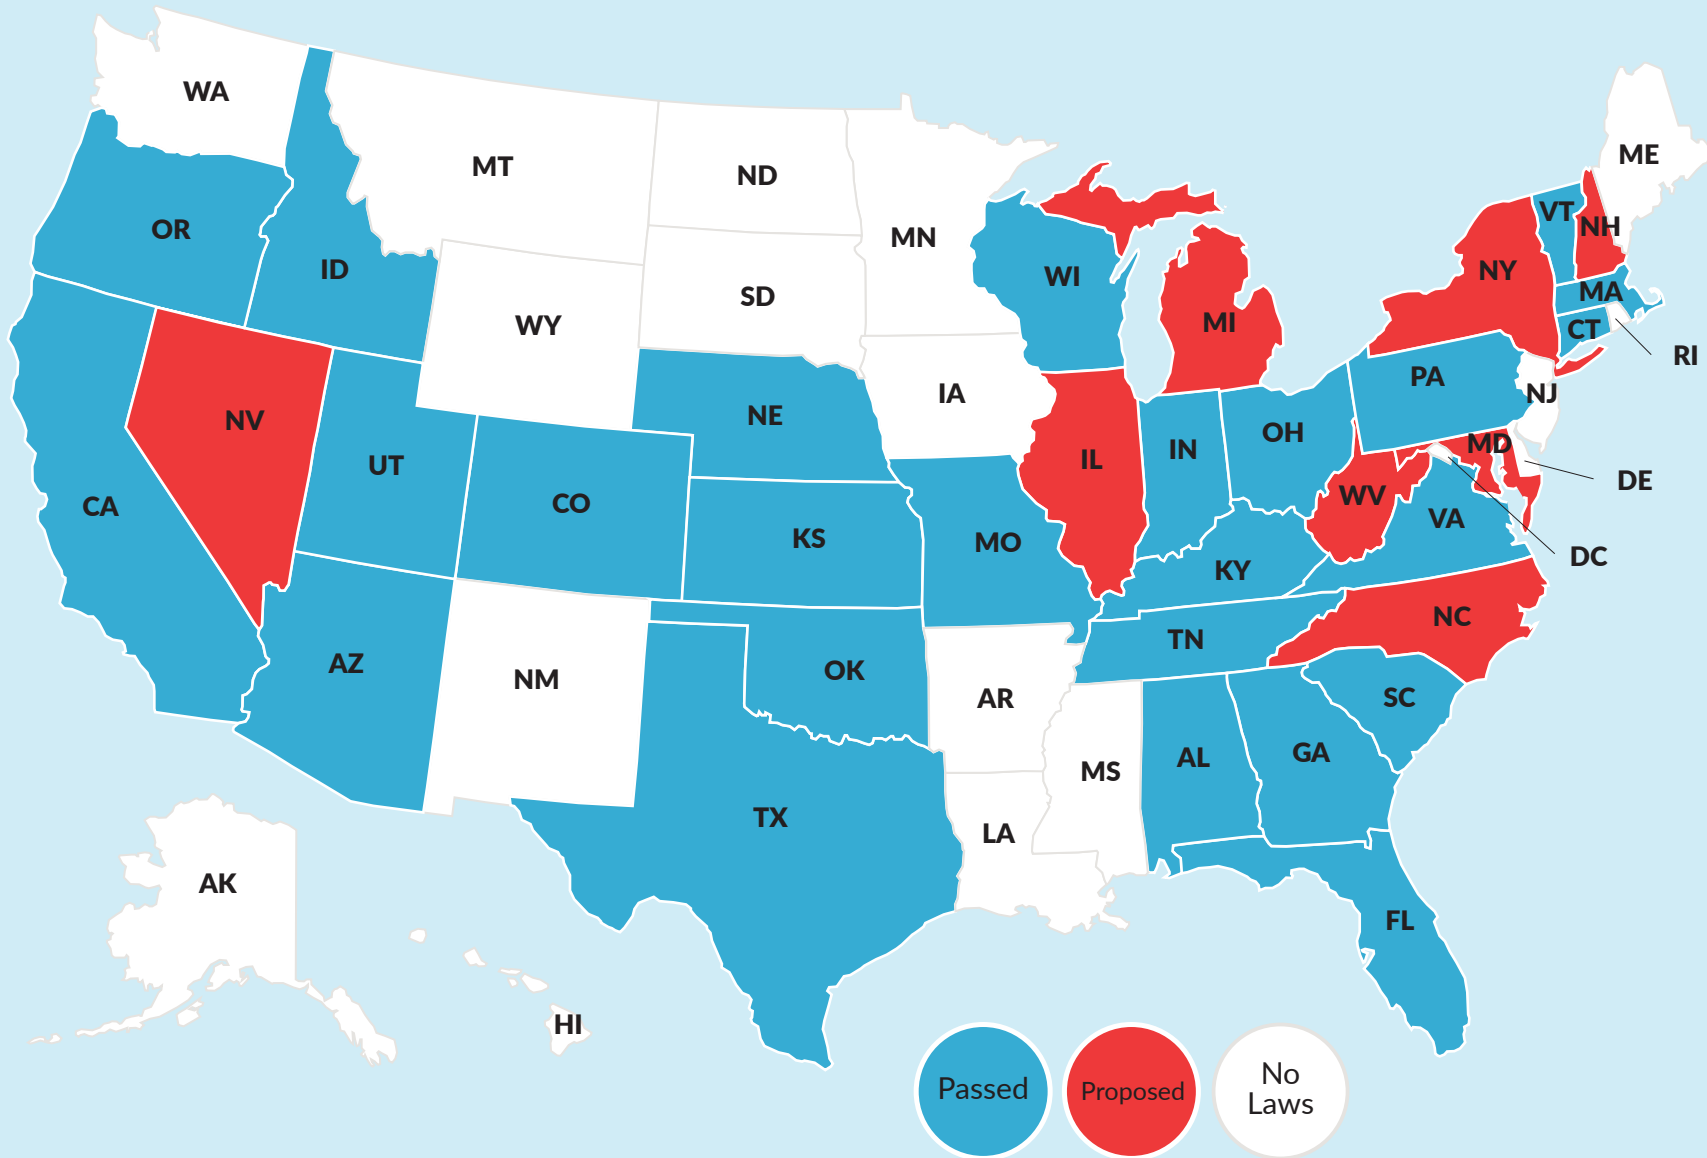 WA
MT
ND
MN
ME
OR
ID
VT
NH
WY
SD
WI
NY
MA
MI
CT
RI
NV
NE
IA
PA
NJ
UT
CO
IL
IN
OH
MD
DE
CA
KS
MO
WV
VA
DC
KY
NC
AZ
NM
OK
TN
AR
SC
TX
MS
AL
GA
LA
AK
FL
HI
Passed
Proposed
No
Laws